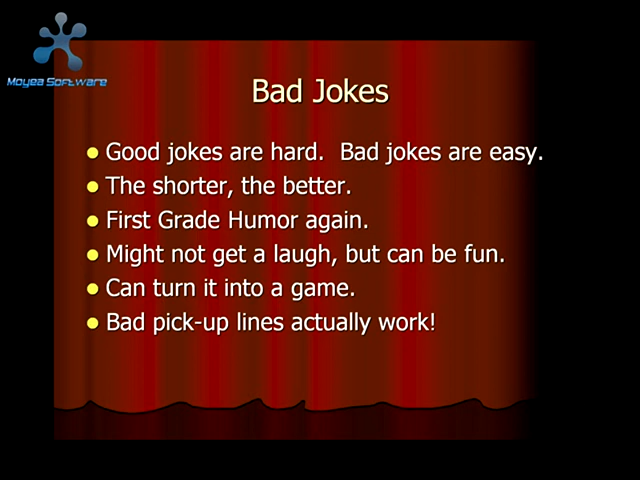 Moyea Software
Bad Jokes
Good jokes are hard.  Bad jokes are easy.
The shorter, the better.
First Grade Humor again.
Might not get a laugh, but can be fun.
Can turn it into a game.
Bad pick-up lines actually work!